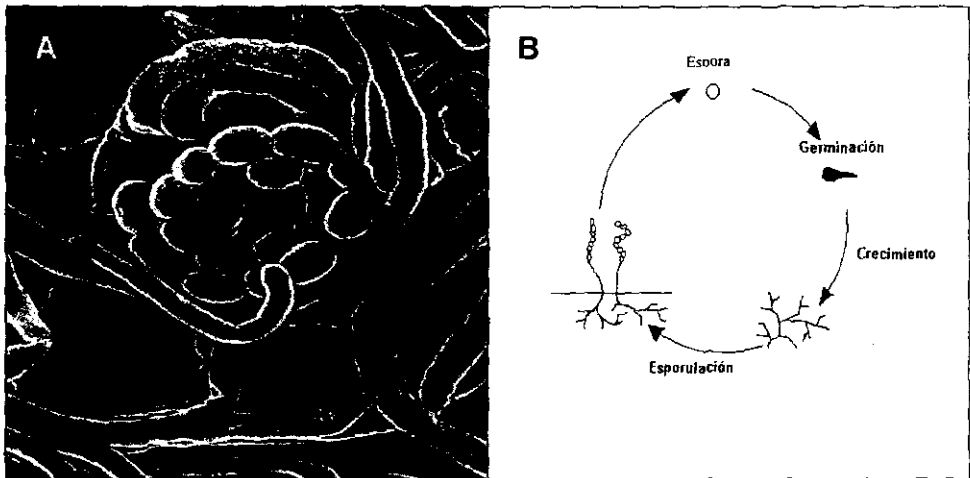 A
B
Espora
Germinación
Crecimiento
Esporulación